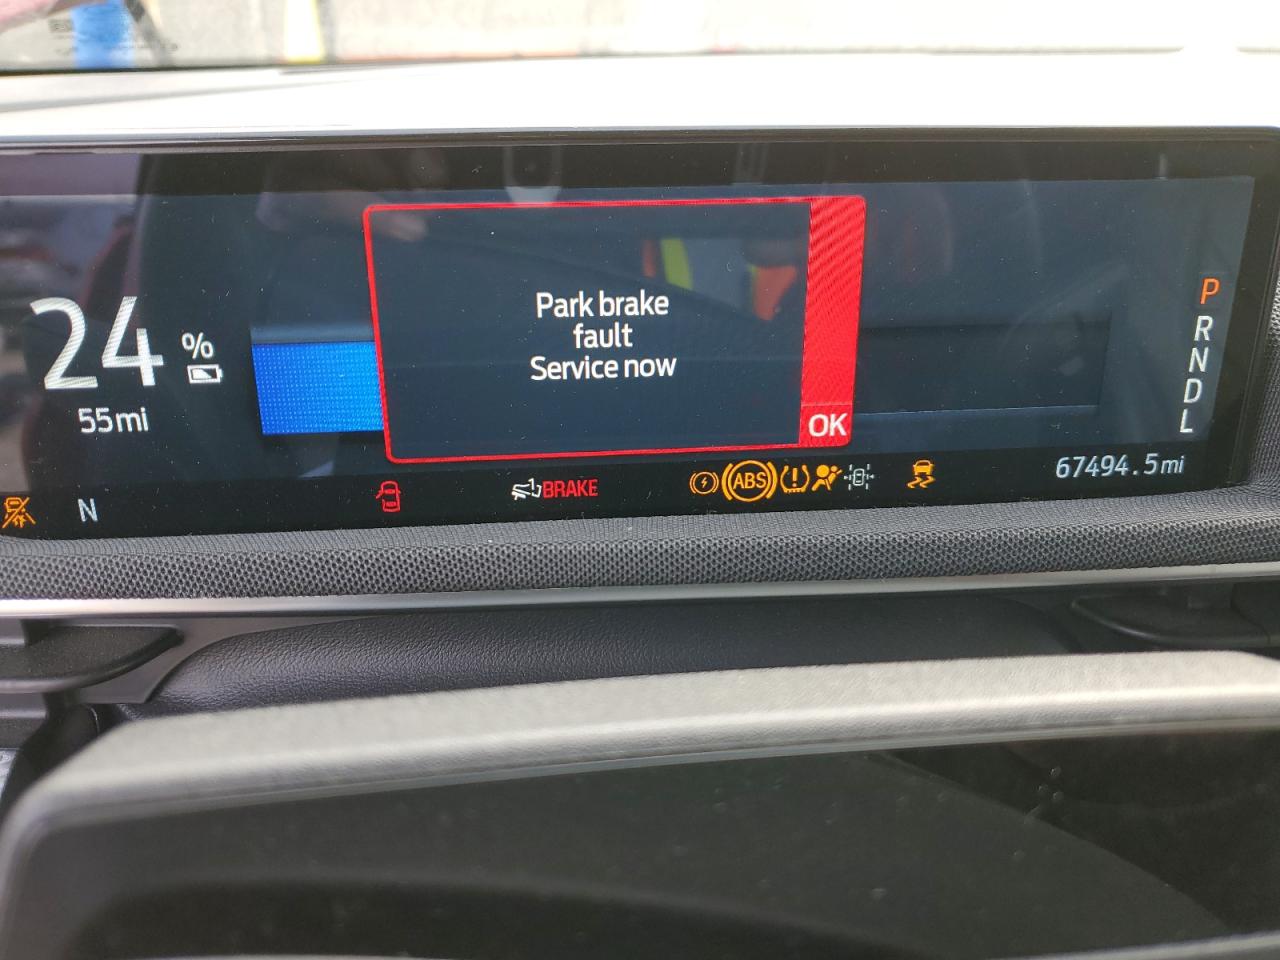 Park brake
fault
Service now
OK
24 %
55mi
P
R
N
D
L
67494.5mi
N
BRAKE
ABS